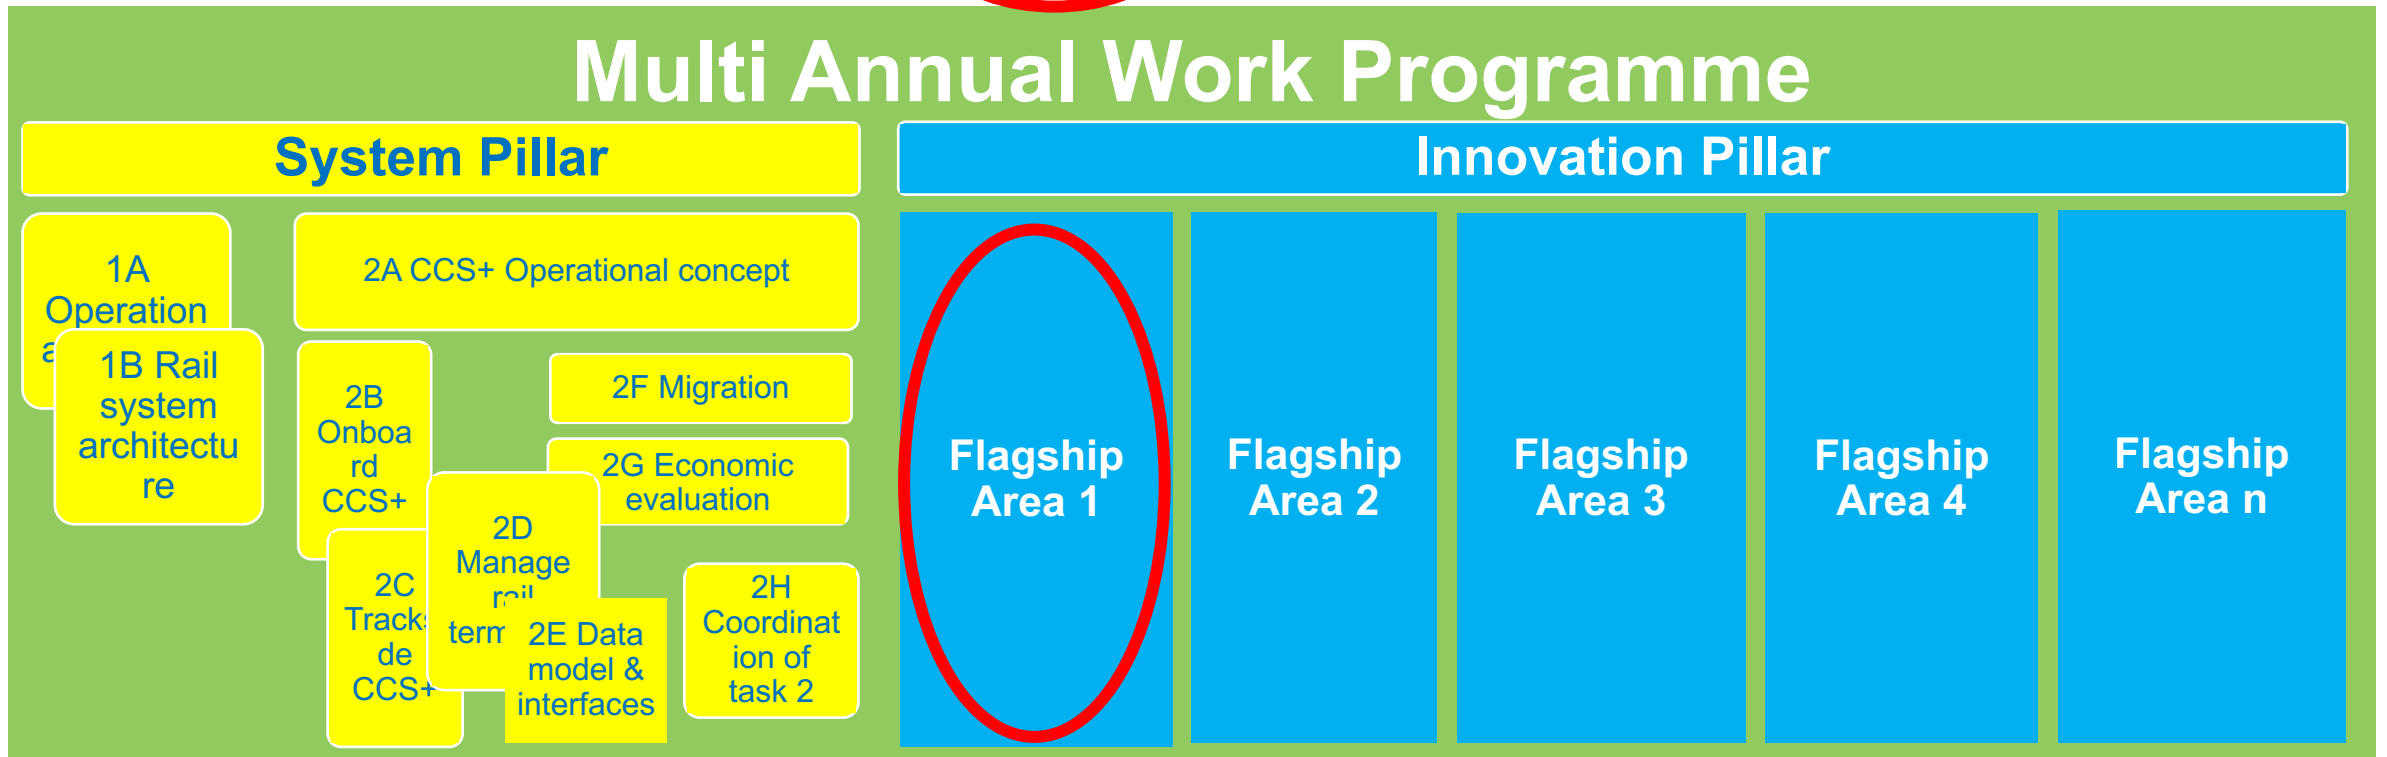 Multi Annual Work Programme
System Pillar
Innovation Pillar
1A
Operation
1B Rail
system
architectu
re
2A CCS+ Operational concept
2B
Onboa
rd
CCS+
2F Migration
2G Economic
evaluation
2C
Tracks
de
CCS+
2D
Manage
rail
term
2E Data
model &
interfaces
2H
Coordinat
ion of
task 2
Flagship
Area 1
Flagship
Area 2
Flagship
Area 3
Flagship
Area 4
Flagship
Area n